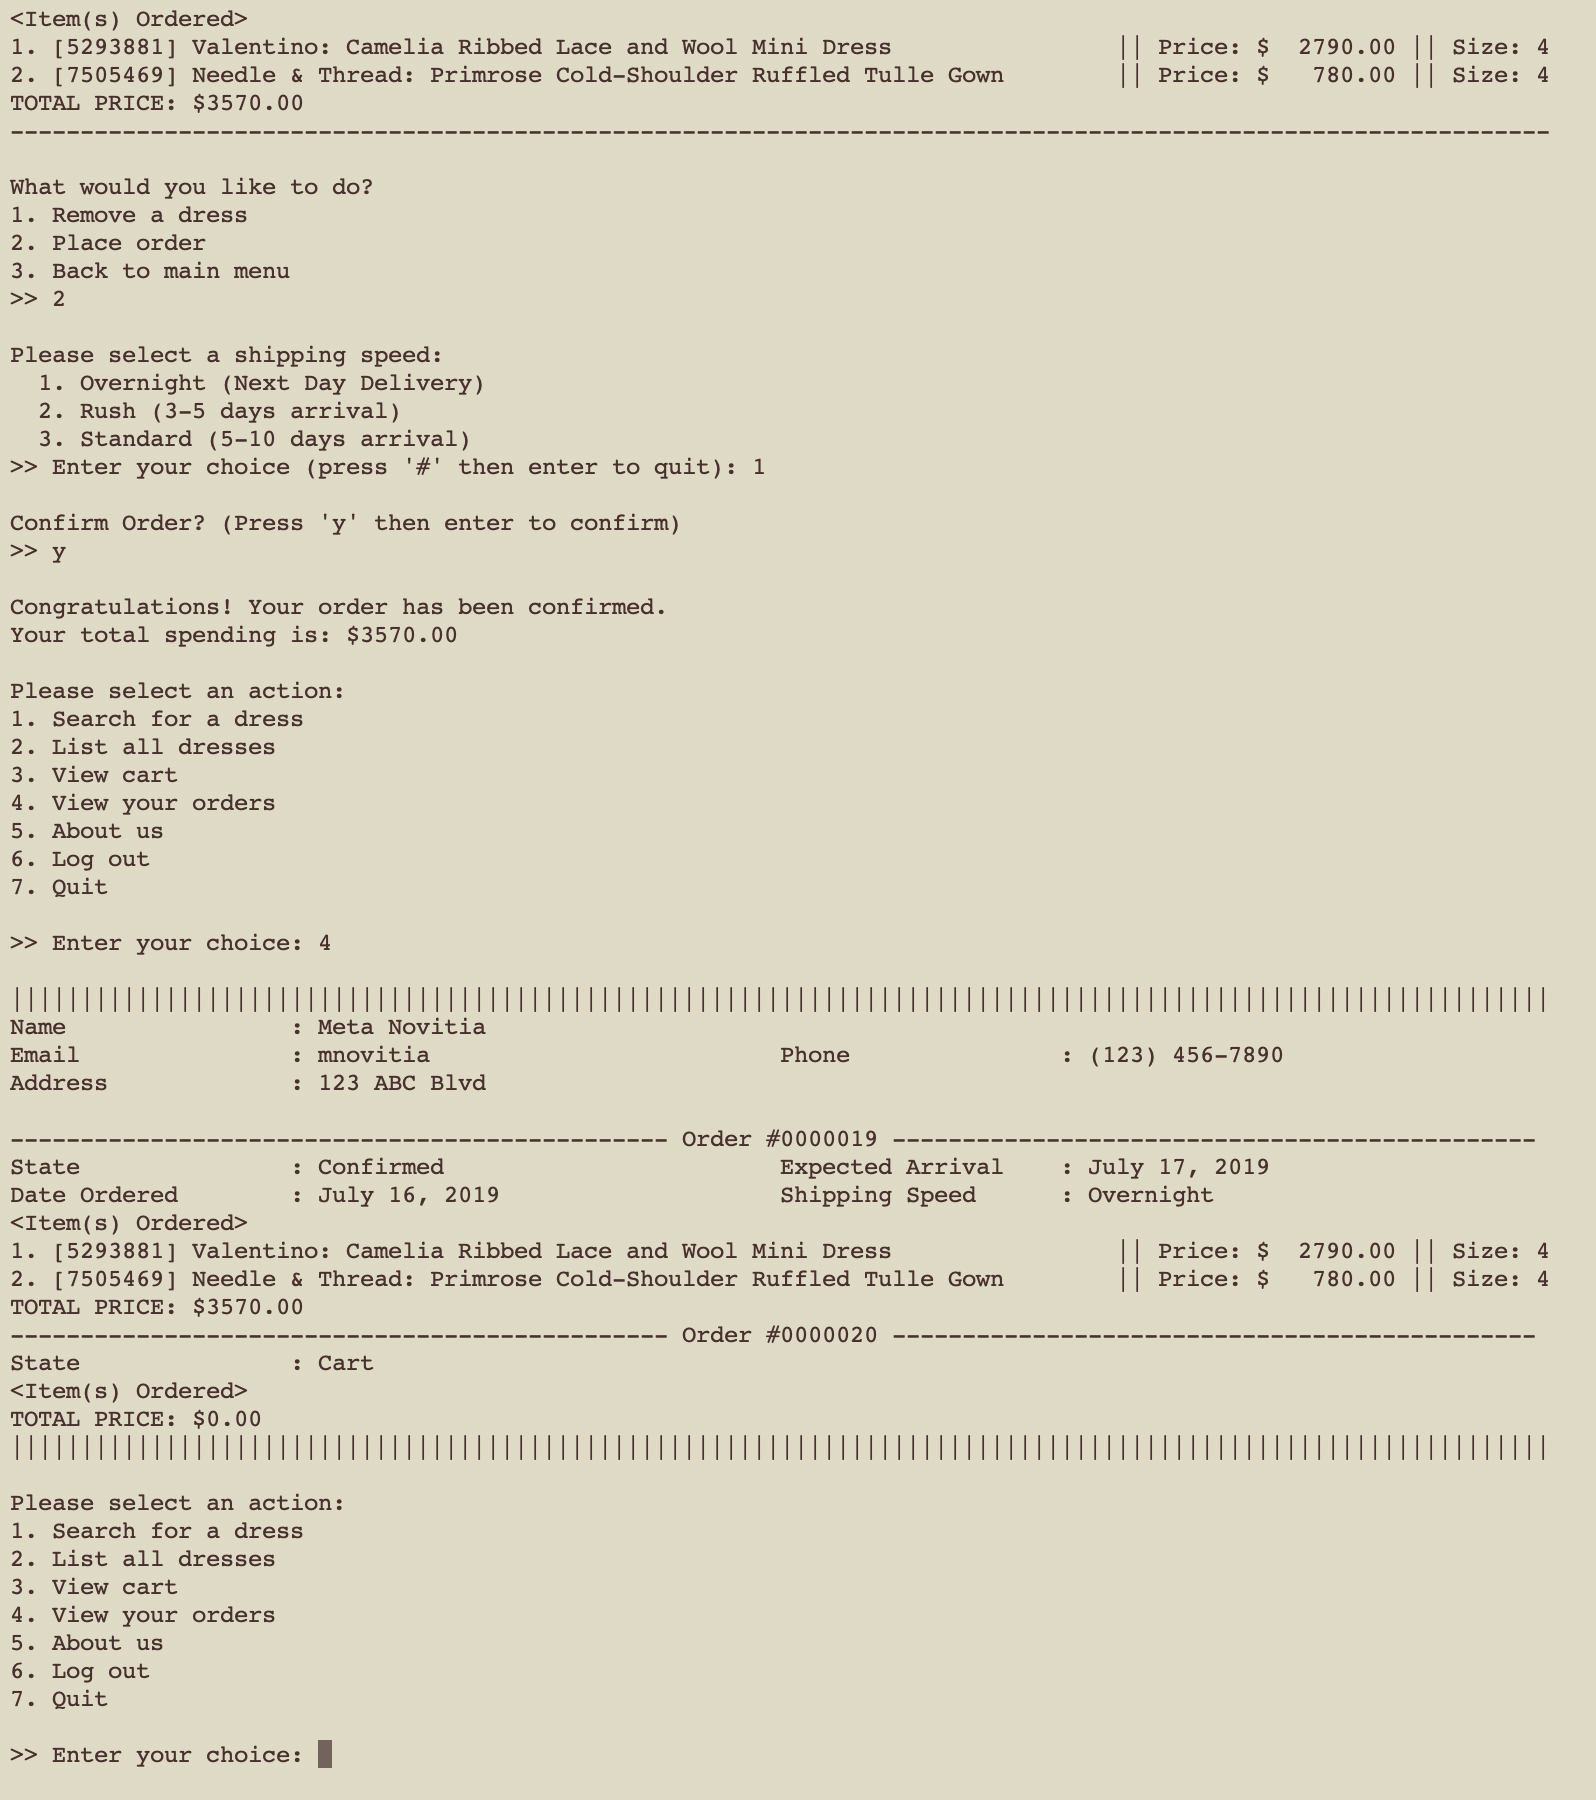 <Item(s) Ordered>
1. [5293881] Valentino: Camelia Ribbed Lace and Wool Mini Dress || Price: $ 2790.00 || Size: 4
2. [7505469] Needle & Thread: Primrose Cold-Shoulder Ruffled Tulle Gown || Price: $ 780.00 || Size: 4
TOTAL PRICE: $3570.00
--------------------------------------------------------------------------------------------------------------
What would you like to do?
1. Remove a dress
2. Place order
3. Back to main menu
>> 2
Please select a shipping speed:
1. Overnight (Next Day Delivery)
2. Rush (3-5 days arrival)
3. Standard (5-10 days arrival)
>> Enter your choice (press '#' then enter to quit): 1
Confirm Order? (Press 'y' then enter to confirm)
>> y
Congratulations! Your order has been confirmed.
Your total spending is: $3570.00
Please select an action:
1. Search for a dress
2. List all dresses
3. View cart
4. View your orders
5. About us
6. Log out
7. Quit
>> Enter your choice: 4
||||||||||||||||||||||||||||||||||||||||||||||||||||||||||||||||||||||||||||||||||||||||||||||||||||||||||||||
Name : Meta Novitia
Email : mnovitia Phone : (123) 456-7890
Address : 123 ABC Blvd
----------------------------------------------- Order #0000019 ----------------------------------------------
State : Confirmed Expected Arrival : July 17, 2019
Date Ordered : July 16, 2019 Shipping Speed : Overnight
<Item(s) Ordered>
1. [5293881] Valentino: Camelia Ribbed Lace and Wool Mini Dress || Price: $ 2790.00 || Size: 4
2. [7505469] Needle & Thread: Primrose Cold-Shoulder Ruffled Tulle Gown || Price: $ 780.00 || Size: 4
TOTAL PRICE: $3570.00
----------------------------------------------- Order #0000020 ----------------------------------------------
State : Cart
<Item(s) Ordered>
TOTAL PRICE: $0.00
||||||||||||||||||||||||||||||||||||||||||||||||||||||||||||||||||||||||||||||||||||||||||||||||||||||||||||||
Please select an action:
1. Search for a dress
2. List all dresses
3. View cart
4. View your orders
5. About us
6. Log out
7. Quit
>> Enter your choice: